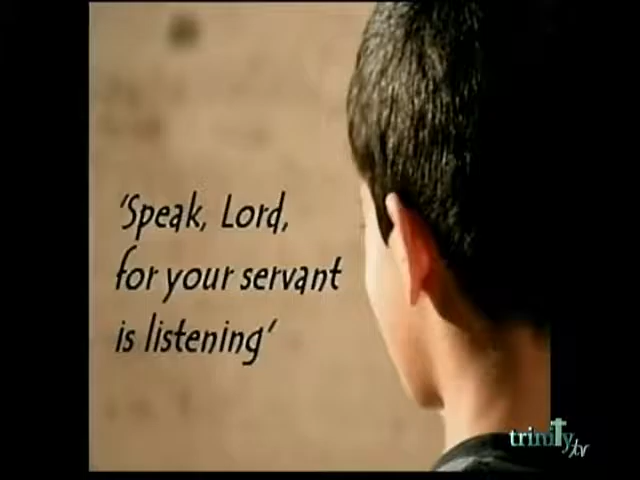 'Speak, Lord,
for your servant
is listening'
trinity tv